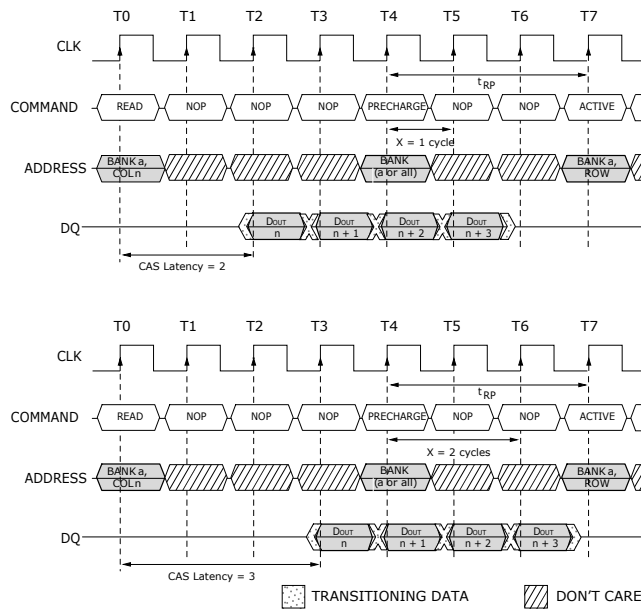 T0 T1 T2 T3 T4 T5 T6 T7
CLK
tRP
COMMAND READ NOP NOP NOP PRECHARGE NOP NOP ACTIVE
X = 1 cycle
ADDRESS BANK a, COL n BANK (a or all) BANK a, ROW
DQ DOUT n DOUT n + 1 DOUT n + 2 DOUT n + 3
CAS Latency = 2
T0 T1 T2 T3 T4 T5 T6 T7
CLK
tRP
COMMAND READ NOP NOP NOP PRECHARGE NOP NOP ACTIVE
X = 2 cycles
ADDRESS BANK a, COL n BANK (a or all) BANK a, ROW
DQ DOUT n DOUT n + 1 DOUT n + 2 DOUT n + 3
CAS Latency = 3
TRANSITIONING DATA DON'T CARE